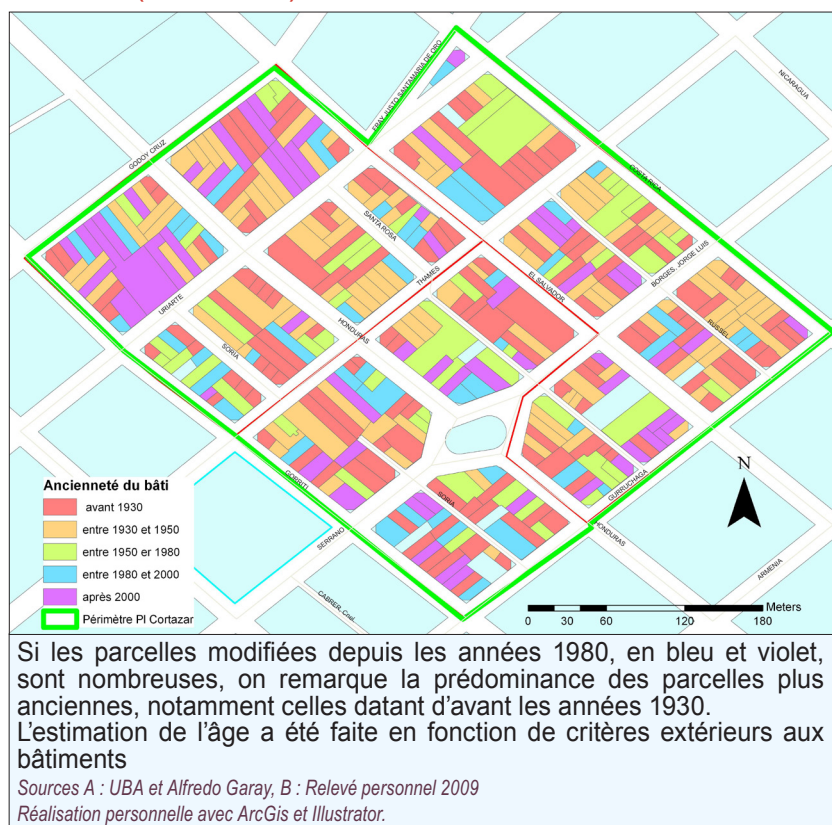 FRAY JUSTO SANTAMARIA DE ORO
NICARAGUA
GODOY CRUZ
COSTA RICA
SANTA ROSA
THAMES
EL SALVADOR
BORGES, JORGE LUIS
URIARTE
HONDURAS
RUSSEL
SORIA
GORRITI
SORIA
GURRUCHAGA
SERRANO
HONDURAS
ARMENIA
CABRER, Cnel.
N
Ancienneté du bâti
avant 1930
entre 1930 et 1950
entre 1950 er 1980
entre 1980 et 2000
après 2000
Périmètre Pl Cortazar
Meters
0 30 60 120 180
Si les parcelles modifiées depuis les années 1980, en bleu et violet,
sont nombreuses, on remarque la prédominance des parcelles plus
anciennes, notamment celles datant d'avant les années 1930.
L'estimation de l'âge a été faite en fonction de critères extérieurs aux
bâtiments
Sources A : UBA et Alfredo Garay, B : Relevé personnel 2009
Réalisation personnelle avec ArcGis et Illustrator.